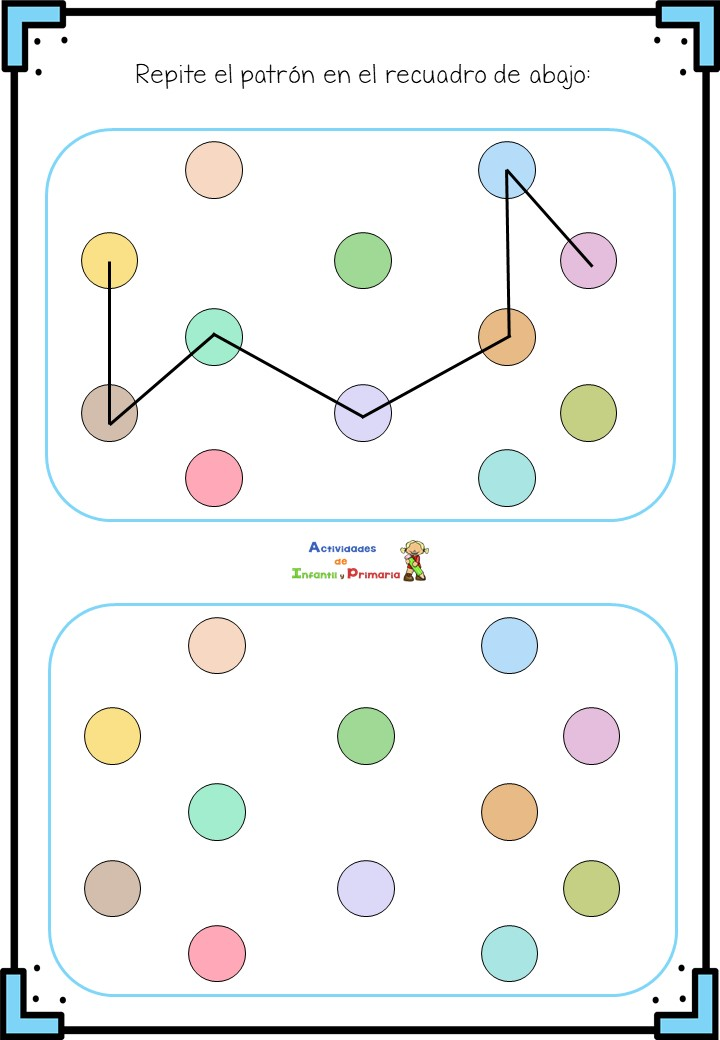 Repite el patrón en el recuadro de abajo:
Actividades
de
Infantil y Primaria